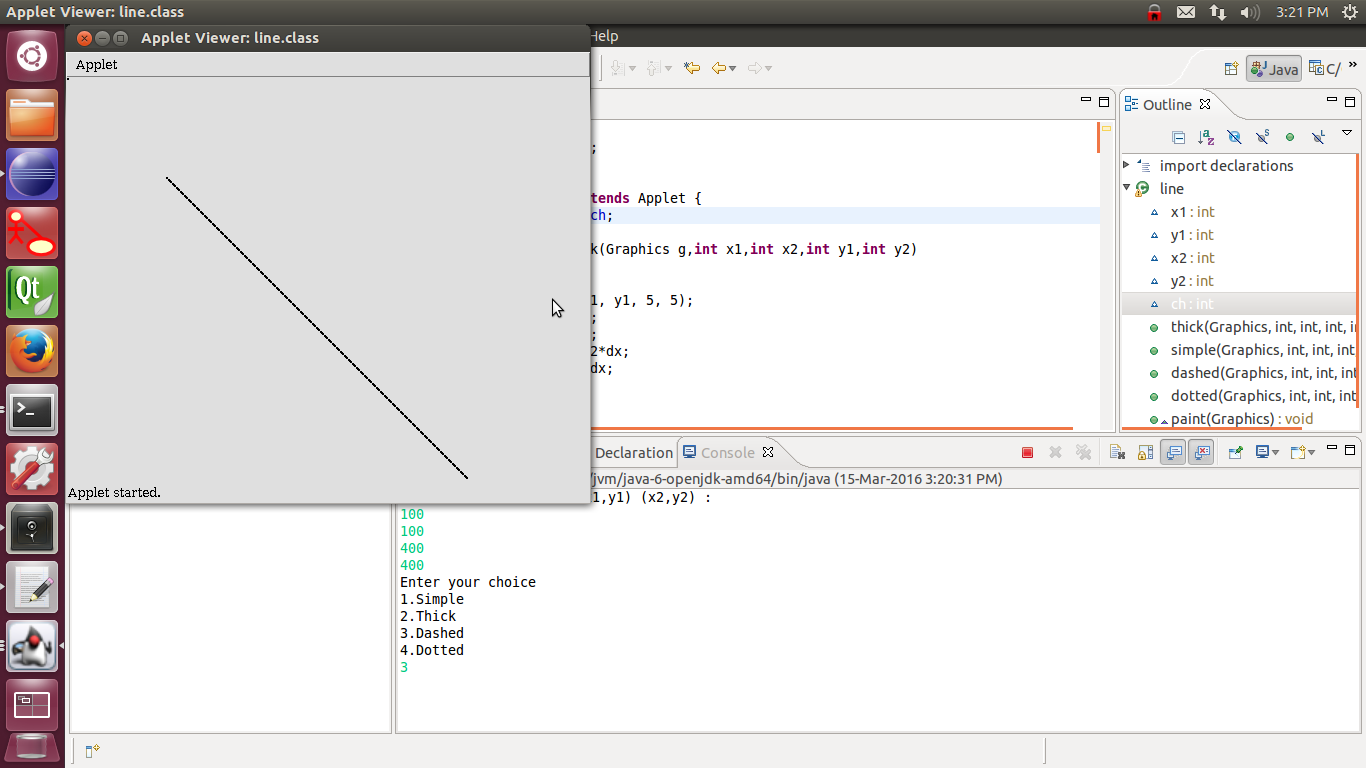 Applet Viewer: line.class
3:21 PM
Applet Viewer: line.class
Help
Applet
Java
C/
»
Outline
;
tends Applet {
ch;
k(Graphics g,int x1,int x2,int y1,int y2)
1, y1, 5, 5);
;
;
2*dx;
dx;
import declarations
line
x1 : int
y1 : int
x2 : int
y2 : int
ch : int
thick(Graphics, int, int, int, i
simple(Graphics, int, int, int
dashed(Graphics, int, int, int
dotted(Graphics, int, int, int
paint(Graphics) : void
Applet started.
Declaration
Console
/jvm/java-6-openjdk-amd64/bin/java (15-Mar-2016 3:20:31 PM)
1,y1) (x2,y2) :
100
100
400
400
Enter your choice
1.Simple
2.Thick
3.Dashed
4.Dotted
3
Qt